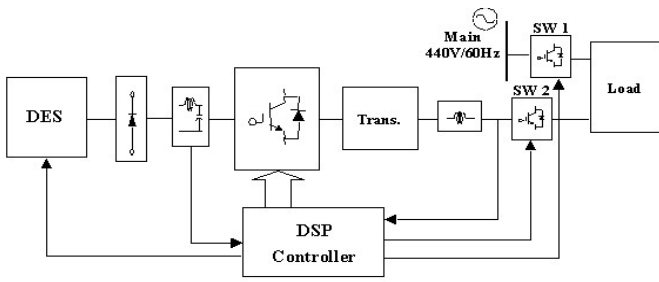 Main
440V/60Hz
SW 1
DES
Trans.
SW 2
Load
DSP
Controller